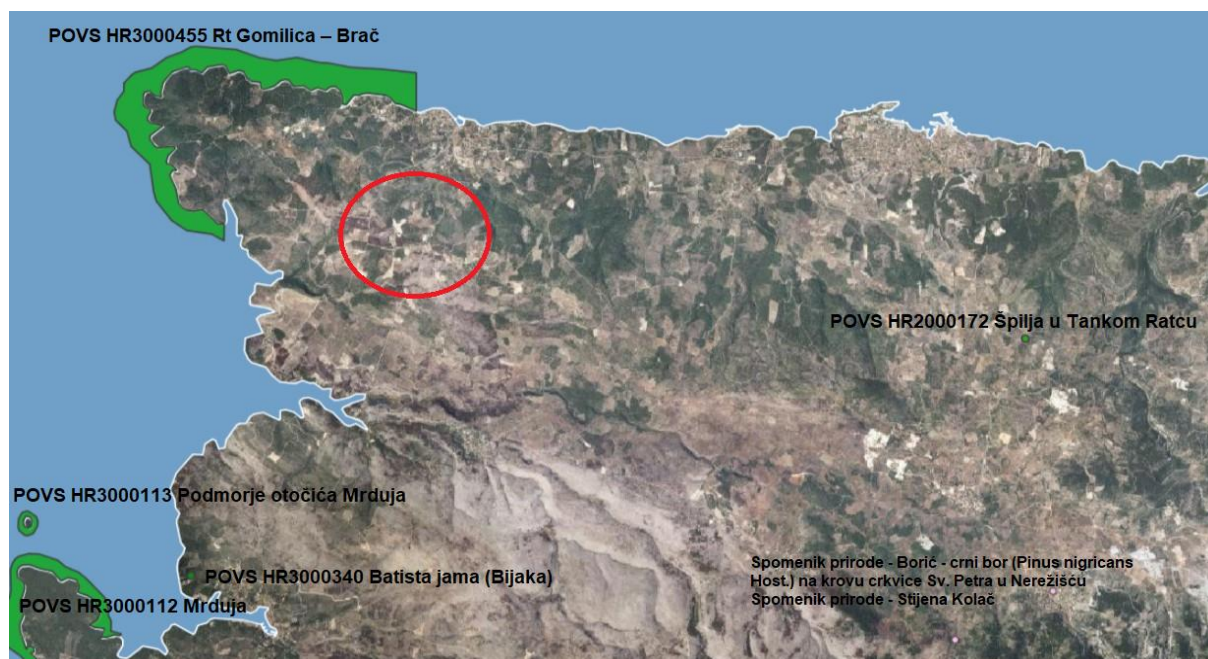 POVS HR3000455 Rt Gomilica – Brač
POVS HR2000172 Špilja u Tankom Ratcu
POVS HR3000113 Podmorje otočića Mrduja
POVS HR3000340 Batista jama (Bijaka)
Spomenik prirode - Borić - crni bor (Pinus nigricans
Host.) na krovu crkvice Sv. Petra u Nerežišću
Spomenik prirode - Stijena Kolač
POVS HR3000112 Mrduja